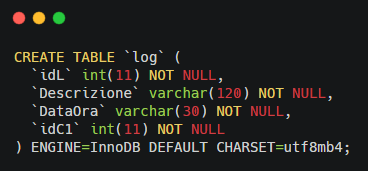 CREATE TABLE `log` (
`idL` int(11) NOT NULL,
`Descrizione` varchar(120) NOT NULL,
`DataOra` varchar(30) NOT NULL,
`idC1` int(11) NOT NULL
) ENGINE=InnoDB DEFAULT CHARSET=utf8mb4;